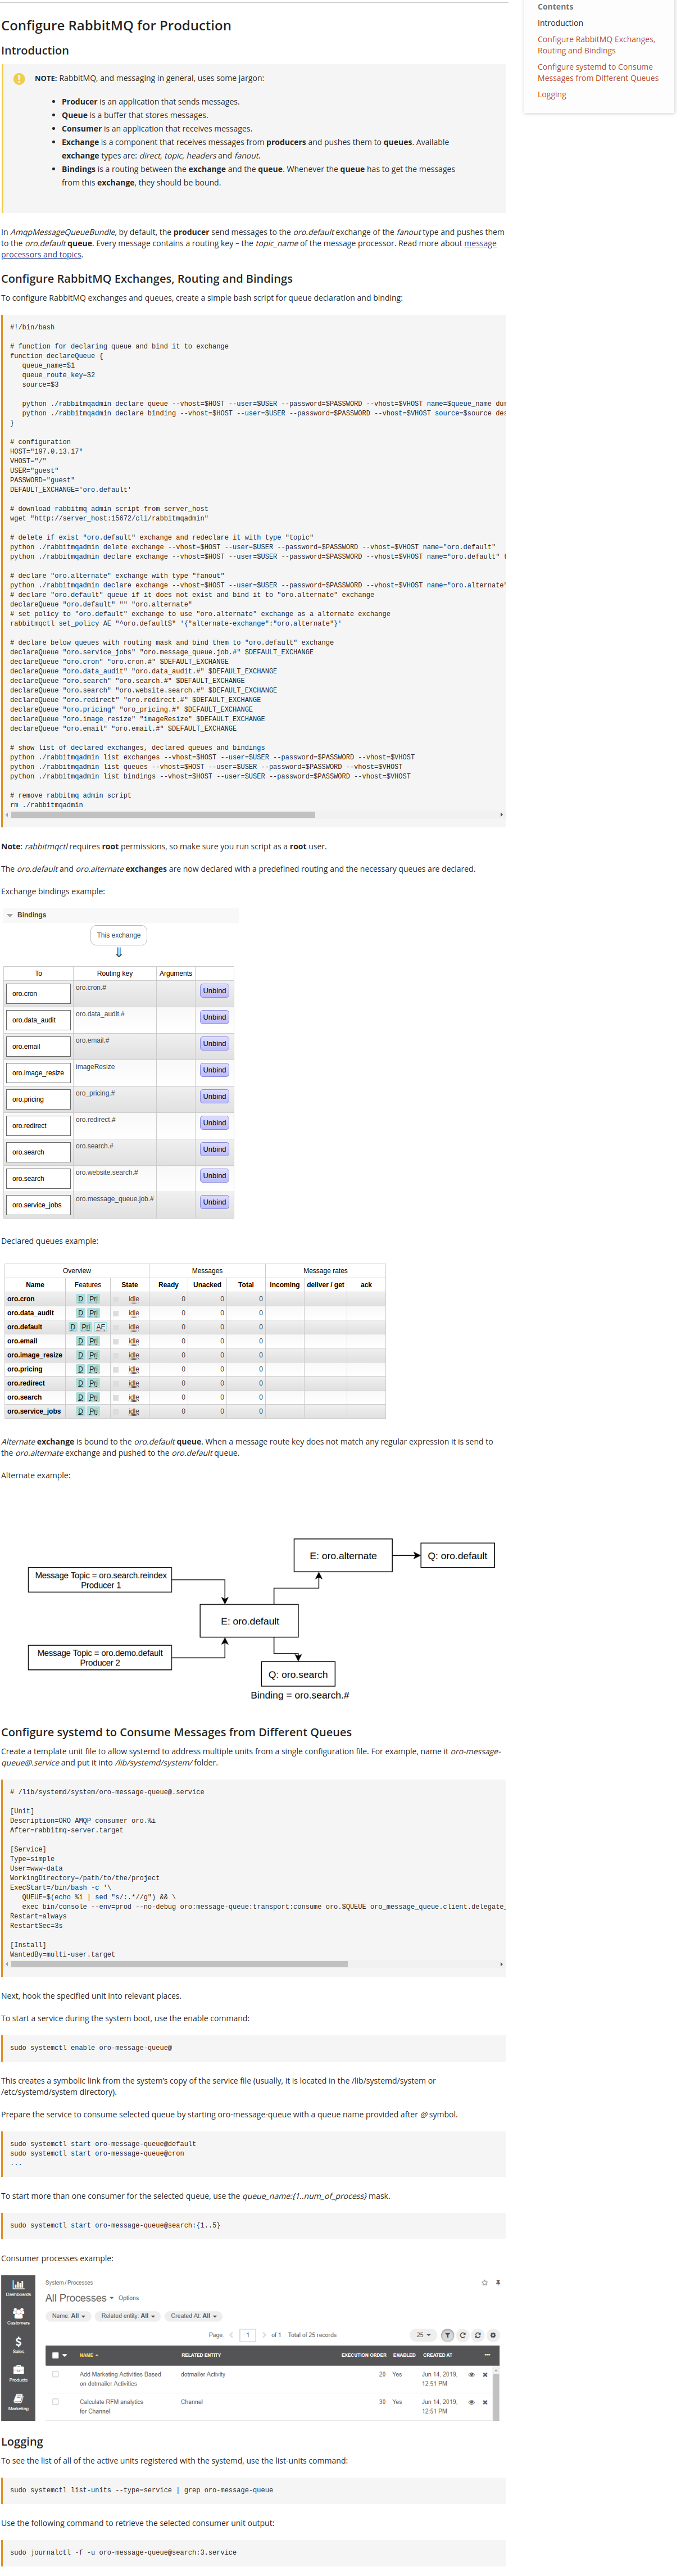 Contents
Introduction
Configure RabbitMQ Exchanges,
Routing and Bindings
Configure systemd to Consume
Messages from Different Queues
Logging
Configure RabbitMQ for Production
Introduction
NOTE: RabbitMQ, and messaging in general, uses some jargon:
• Producer is an application that sends messages.
• Queue is a buffer that stores messages.
• Consumer is an application that receives messages.
• Exchange is a component that receives messages from producers and pushes them to queues. Available
exchange types are: direct, topic, headers and fanout.
• Bindings is a routing between the exchange and the queue. Whenever the queue has to get the messages
from this exchange, they should be bound.
In AmqpMessageQueueBundle, by default, the producer send messages to the oro.default exchange of the fanout type and pushes them
to the oro.default queue. Every message contains a routing key – the topic_name of the message processor. Read more about message
processors and topics.
Configure RabbitMQ Exchanges, Routing and Bindings
To configure RabbitMQ exchanges and queues, create a simple bash script for queue declaration and binding:
#!/bin/bash
# function for declaring queue and bind it to exchange
function declareQueue {
queue_name=$1
queue_route_key=$2
source=$3
python ./rabbitmqadmin declare queue --vhost=$HOST --user=$USER --password=$PASSWORD --vhost=$VHOST name=$queue_name dur
python ./rabbitmqadmin declare binding --vhost=$HOST --user=$USER --password=$PASSWORD --vhost=$VHOST source=$source des
}
# configuration
HOST="197.0.13.17"
VHOST="/"
USER="guest"
PASSWORD="guest"
DEFAULT_EXCHANGE='oro.default'
# download rabbitmq admin script from server_host
wget "http://server_host:15672/cli/rabbitmqadmin"
# delete if exist "oro.default" exchange and redeclare it with type "topic"
python ./rabbitmqadmin delete exchange --vhost=$HOST --user=$USER --password=$PASSWORD --vhost=$VHOST name="oro.default"
python ./rabbitmqadmin declare exchange --vhost=$HOST --user=$USER --password=$PASSWORD --vhost=$VHOST name="oro.default"
# declare "oro.alternate" exchange with type "fanout"
python ./rabbitmqadmin declare exchange --vhost=$HOST --user=$USER --password=$PASSWORD --vhost=$VHOST name="oro.alternate"
# declare "oro.default" queue if it does not exist and bind it to "oro.alternate" exchange
declareQueue "oro.default" "" "oro.alternate"
# set policy to "oro.default" exchange to use "oro.alternate" exchange as a alternate exchange
rabbitmqctl set_policy AE "^oro.default$" '{"alternate-exchange":"oro.alternate"}'
# declare below queues with routing mask and bind them to "oro.default" exchange
declareQueue "oro.service_jobs" "oro.message_queue.job.#" $DEFAULT_EXCHANGE
declareQueue "oro.cron" "oro.cron.#" $DEFAULT_EXCHANGE
declareQueue "oro.data_audit" "oro.data_audit.#" $DEFAULT_EXCHANGE
declareQueue "oro.search" "oro.search.#" $DEFAULT_EXCHANGE
declareQueue "oro.search" "oro.website.search.#" $DEFAULT_EXCHANGE
declareQueue "oro.redirect" "oro.redirect.#" $DEFAULT_EXCHANGE
declareQueue "oro.pricing" "oro_pricing.#" $DEFAULT_EXCHANGE
declareQueue "oro.image_resize" "imageResize" $DEFAULT_EXCHANGE
declareQueue "oro.email" "oro.email.#" $DEFAULT_EXCHANGE
# show list of declared exchanges, declared queues and bindings
python ./rabbitmqadmin list exchanges --vhost=$HOST --user=$USER --password=$PASSWORD --vhost=$VHOST
python ./rabbitmqadmin list queues --vhost=$HOST --user=$USER --password=$PASSWORD --vhost=$VHOST
python ./rabbitmqadmin list bindings --vhost=$HOST --user=$USER --password=$PASSWORD --vhost=$VHOST
# remove rabbitmq admin script
rm ./rabbitmqadmin
Note: rabbitmqctl requires root permissions, so make sure you run script as a root user.
The oro.default and oro.alternate exchanges are now declared with a predefined routing and the necessary queues are declared.
Exchange bindings example:
Bindings
This exchange
⇓
To Routing key Arguments
oro.cron oro.cron.# Unbind
oro.data_audit oro.data_audit.# Unbind
oro.email oro.email.# Unbind
oro.image_resize imageResize Unbind
oro.pricing oro_pricing.# Unbind
oro.redirect oro.redirect.# Unbind
oro.search oro.search.# Unbind
oro.search oro.website.search.# Unbind
oro.service_jobs oro.message_queue.job.# Unbind
Declared queues example:
Overview Messages Message rates
Name Features State Ready Unacked Total incoming deliver / get ack
oro.cron D Pri idle 0 0 0
oro.data_audit D Pri idle 0 0 0
oro.default D Pri AE idle 0 0 0
oro.email D Pri idle 0 0 0
oro.image_resize D Pri idle 0 0 0
oro.pricing D Pri idle 0 0 0
oro.redirect D Pri idle 0 0 0
oro.search D Pri idle 0 0 0
oro.service_jobs D Pri idle 0 0 0
Alternate exchange is bound to the oro.default queue. When a message route key does not match any regular expression it is send to
the oro.alternate exchange and pushed to the oro.default queue.
Alternate example:
E: oro.alternate
Q: oro.default
Message Topic = oro.search.reindex
Producer 1
E: oro.default
Message Topic = oro.demo.default
Producer 2
Q: oro.search
Binding = oro.search.#
Configure systemd to Consume Messages from Different Queues
Create a template unit file to allow systemd to address multiple units from a single configuration file. For example, name it oro-message-
queue@.service and put it into /lib/systemd/system/ folder.
# /lib/systemd/system/oro-message-queue@.service
[Unit]
Description=ORO AMQP consumer oro.%i
After=rabbitmq-server.target
[Service]
Type=simple
User=www-data
WorkingDirectory=/path/to/the/project
ExecStart=/bin/bash -c '\
QUEUE=$(echo %i | sed "s/:.*//g") && \
exec bin/console --env=prod --no-debug oro:message-queue:transport:consume oro.$QUEUE oro_message_queue.client.delegate_
Restart=always
RestartSec=3s
[Install]
WantedBy=multi-user.target
Next, hook the specified unit into relevant places.
To start a service during the system boot, use the enable command:
sudo systemctl enable oro-message-queue@
This creates a symbolic link from the system's copy of the service file (usually, it is located in the /lib/systemd/system or
/etc/systemd/system directory).
Prepare the service to consume selected queue by starting oro-message-queue with a queue name provided after @ symbol.
sudo systemctl start oro-message-queue@default
sudo systemctl start oro-message-queue@cron
...
To start more than one consumer for the selected queue, use the queue_name:{1..num_of_process} mask.
sudo systemctl start oro-message-queue@search:{1..5}
Consumer processes example:
Dashboards
Customers
Sales
Products
Marketing
System / Processes
All Processes Options
Name: All Related entity: All Created At: All
Page: 1 of 1 Total of 25 records 25
NAME RELATED ENTITY EXECUTION ORDER ENABLED CREATED AT
Add Marketing Activities Based
on dotmailer Activities
dotmailer Activity 20 Yes Jun 14, 2019,
12:51 PM
Calculate RFM analytics
for Channel
Channel 30 Yes Jun 14, 2019,
12:51 PM
Logging
To see the list of all of the active units registered with the systemd, use the list-units command:
sudo systemctl list-units --type=service | grep oro-message-queue
Use the following command to retrieve the selected consumer unit output:
sudo journalctl -f -u oro-message-queue@search:3.service